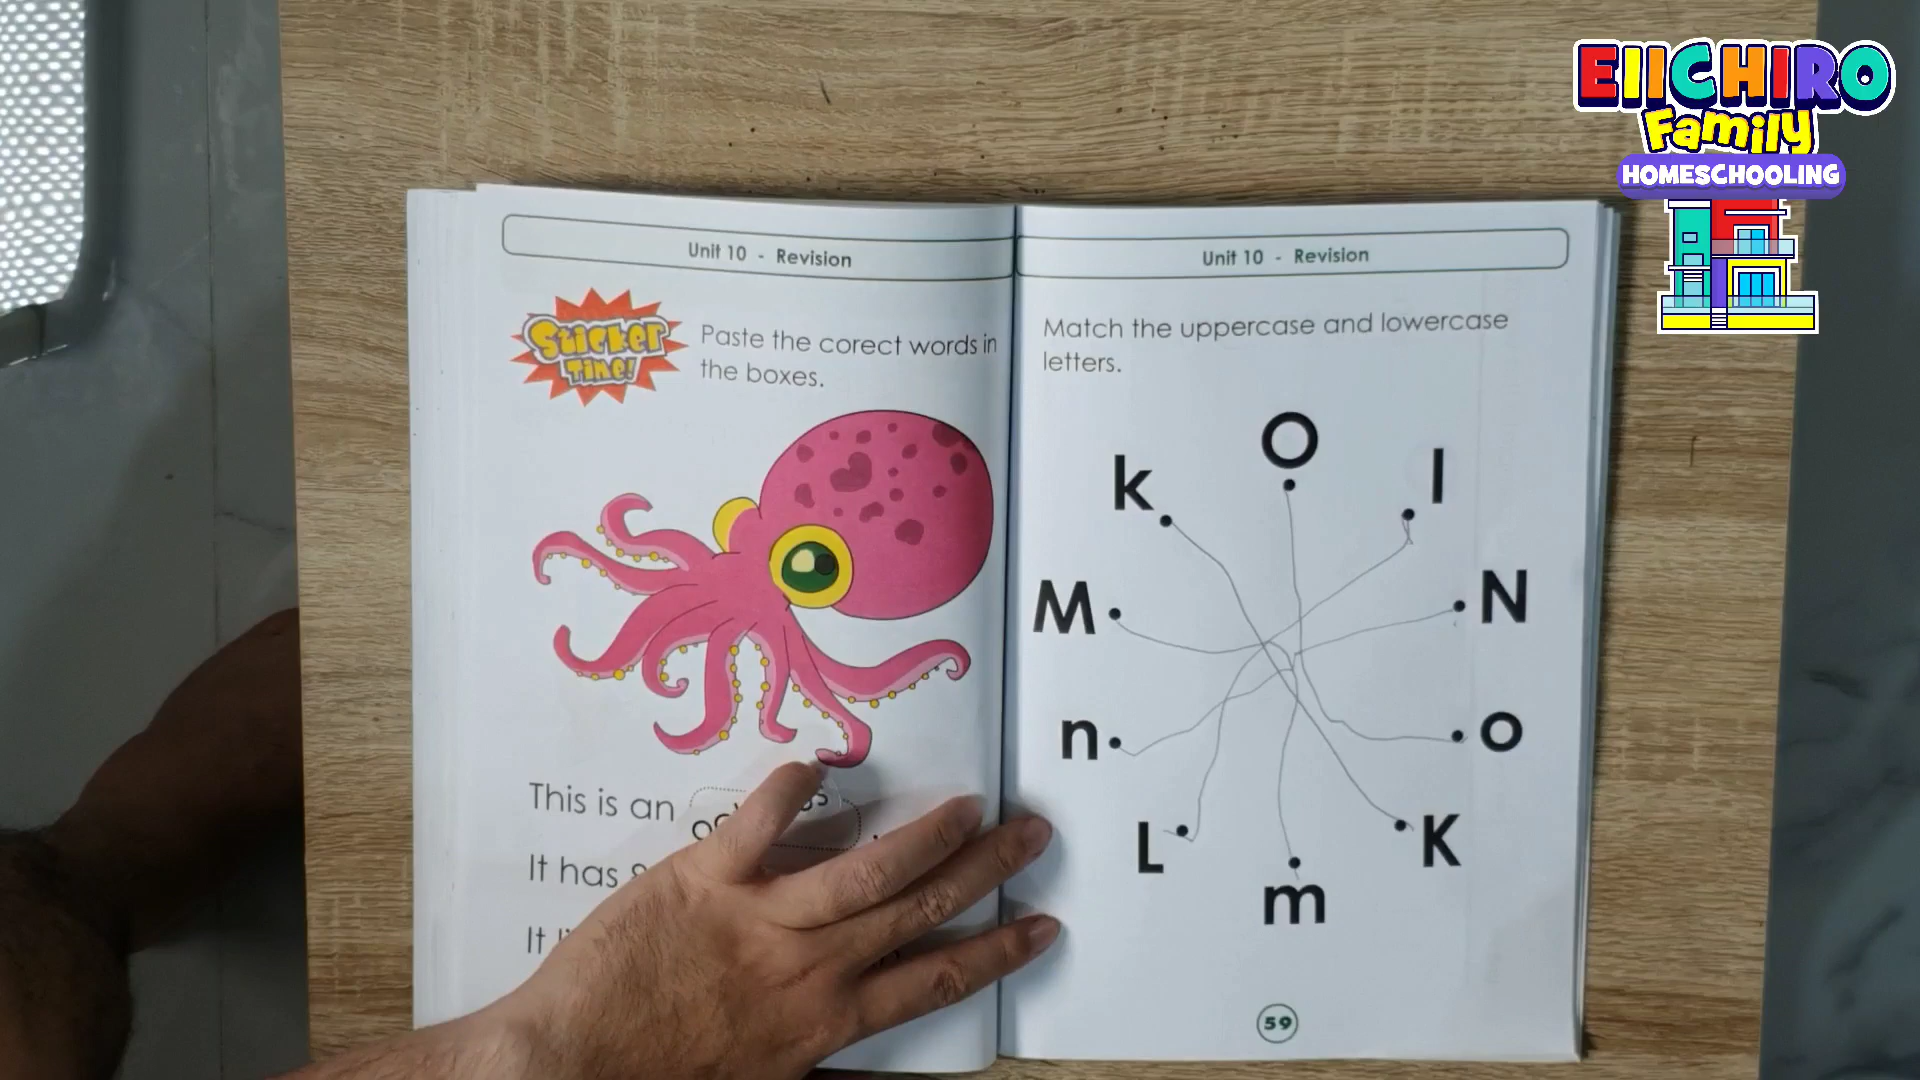 EIICHIRO
Family
HOMESCHOOLING
Unit 10 - Revision
Sticker
Time!
Paste the corect words in
the boxes.
This is an
It has
It
Unit 10 - Revision
Match the uppercase and lowercase
letters.
O
k
l
M
N
n
o
L
K
m
59